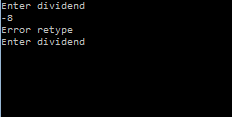 Enter dividend
-8
Error retype
Enter dividend